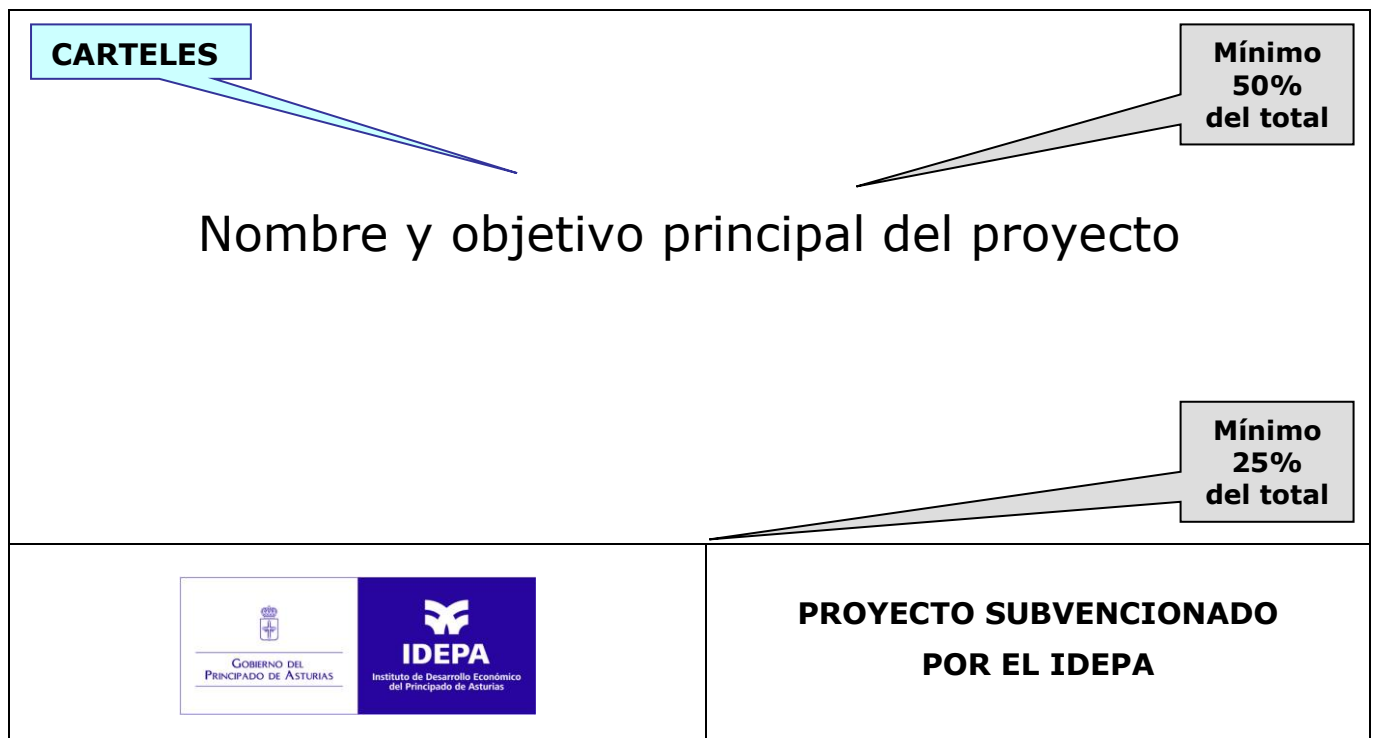 CARTELES
Mínimo
50%
del total
Nombre y objetivo principal del proyecto
Mínimo
25%
del total
GOBIERNO DEL
PRINCIPADO DE ASTURIAS
IDEPA
Instituto de Desarrollo Económico
del Principado de Asturias
PROYECTO SUBVENCIONADO
POR EL IDEPA